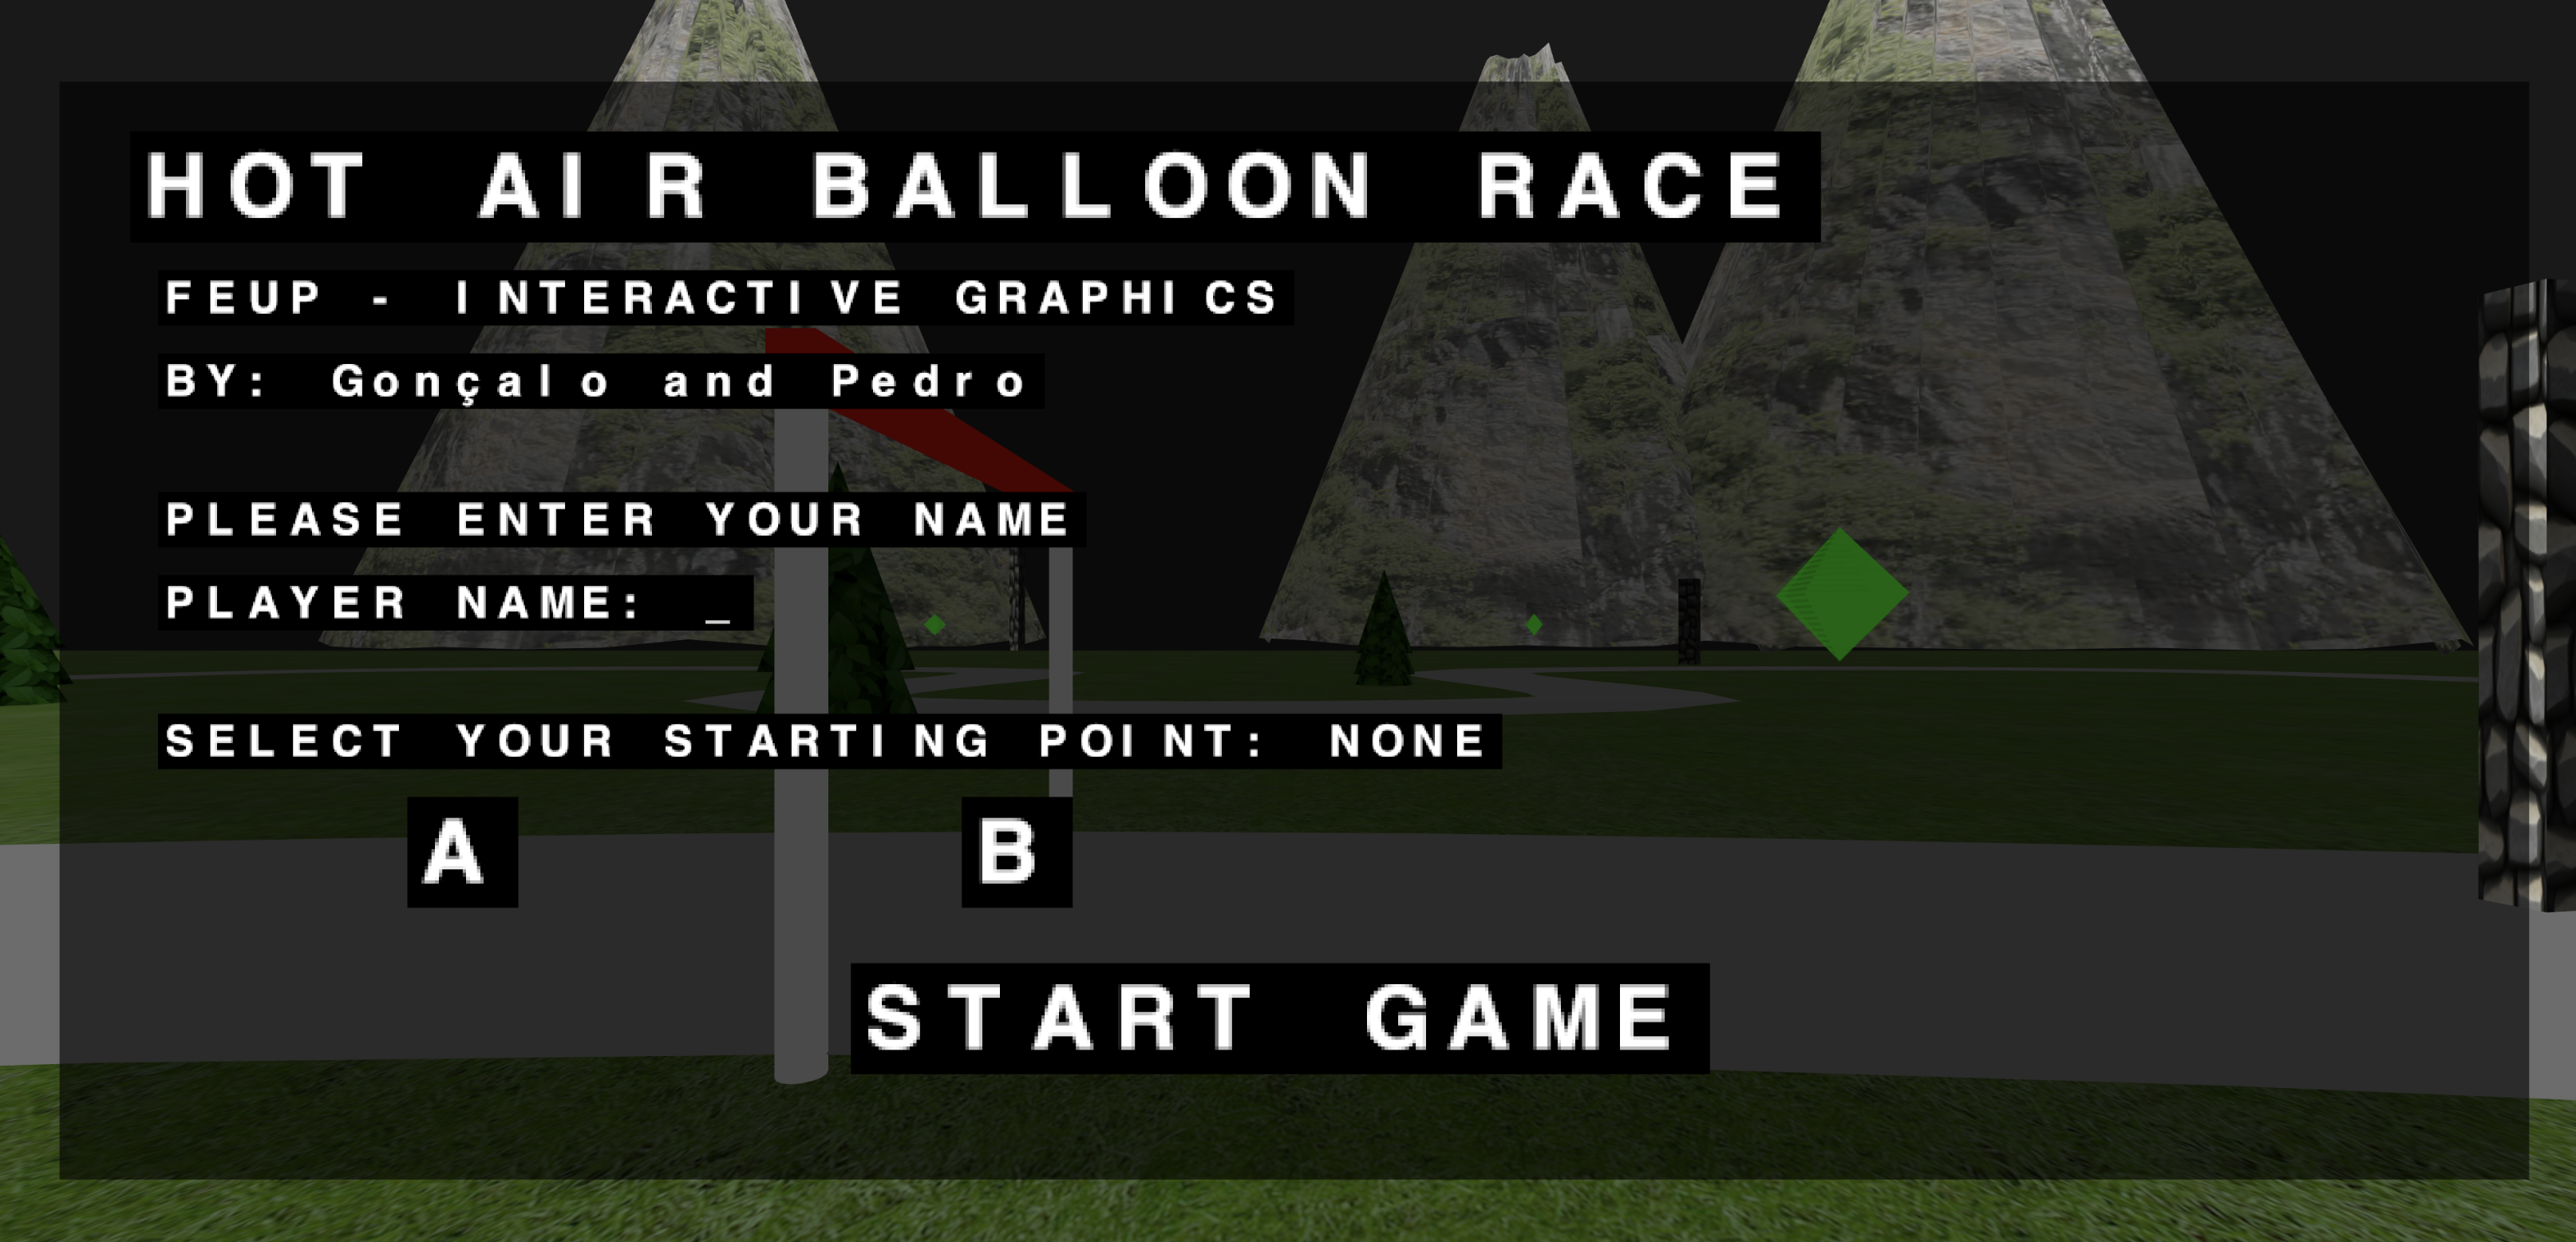 HOT AIR BALLOON RACE
FEUP - INTERACTIVE GRAPHICS
BY: Gonçalo and Pedro
PLEASE ENTER YOUR NAME
PLAYER NAME: _
SELECT YOUR STARTING POINT: NONE
A B
START GAME